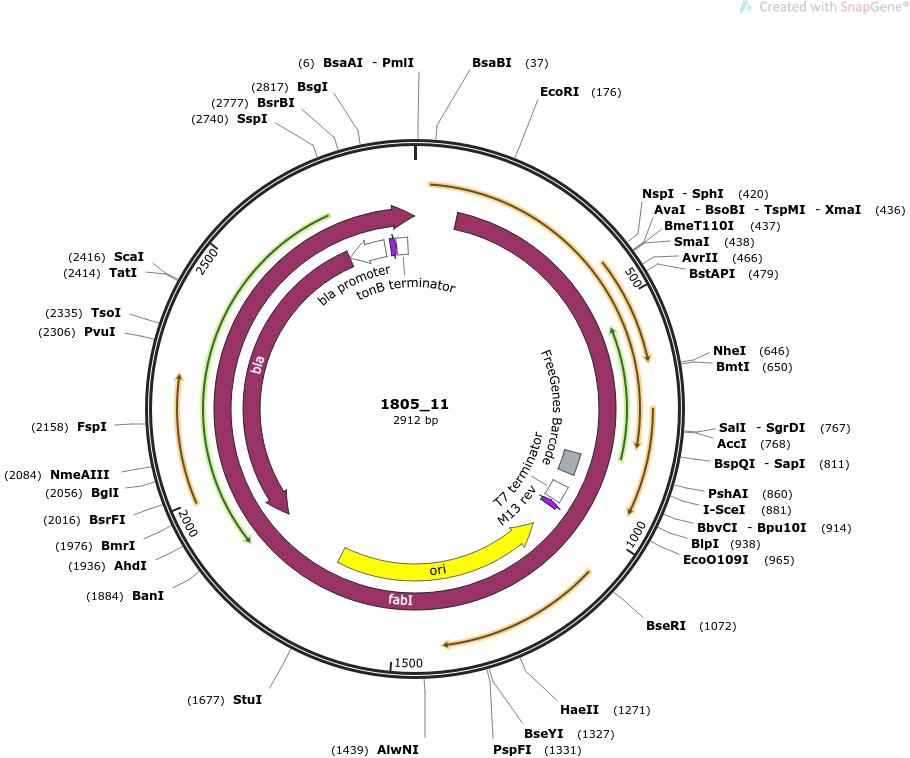 Created with SnapGene®
(6) BsaAI - PmlI
BsaBI (37)
(2817) BsgI
EcoRI (176)
(2777) BsrBI
(2740) SspI
NspI - SphI (420)
AvaI - BsoBI - TspMI - XmaI (436)
BmeT110I (437)
SmaI (438)
AvrII (466)
BstAPI (479)
(2416) ScaI
(2414) TatI
(2335) TsoI
(2306) PvuI
NheI (646)
BmtI (650)
(2158) FspI
SalI - SgrDI (767)
AccI (768)
BspQI - SapI (811)
(2084) NmeAIII
(2056) BglI
PshAI (860)
I-SceI (881)
(2016) BsrFI
BbvCI - Bpu10I (914)
(1976) BmrI
BlpI (938)
(1936) AhdI
EcoO109I (965)
(1884) BanI
BseRI (1072)
(1677) StuI
HaeII (1271)
BseYI (1327)
(1439) AlwNI
PspFI (1331)
500
1000
1500
2000
2500
bla promoter
tonB terminator
bla
FreeGenes Barcode
T7 terminator
M13 rev
1805_11
2912 bp
ori
fabI